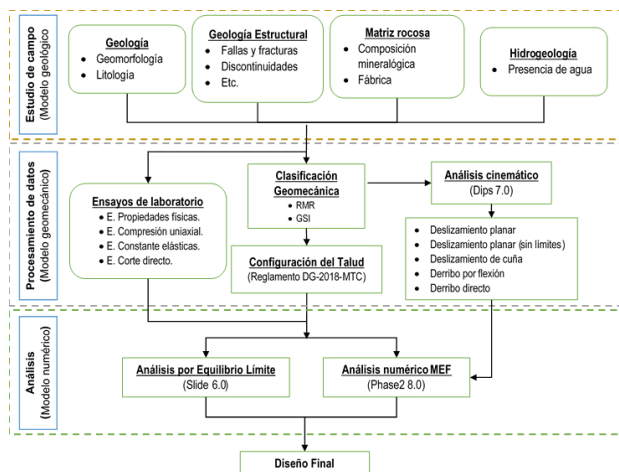 Estudio de campo
(Modelo geológico)
Geología
• Geomorfología
• Litología
Geología Estructural
• Fallas y fracturas
• Discontinuidades
• Etc.
Matriz rocosa
• Composición
mineralógica
• Fábrica
Hidrogeología
• Presencia de agua
Procesamiento de datos
(Modelo geomecánico)
Ensayos de laboratorio
• E. Propiedades físicas.
• E. Compresión uniaxial.
• E. Constante elásticas.
• E. Corte directo.
Clasificación
Geomecánica
• RMR
• GSI
Configuración del Talud
(Reglamento DG-2018-MTC)
Análisis cinemático
(Dips 7.0)
• Deslizamiento planar
• Deslizamiento planar (sin límites)
• Deslizamiento de cuña
• Derribo por flexión
• Derribo directo
Análisis
(Modelo numérico)
Análisis por Equilibrio Límite
(Slide 6.0)
Análisis numérico MEF
(Phase2 8.0)
Diseño Final